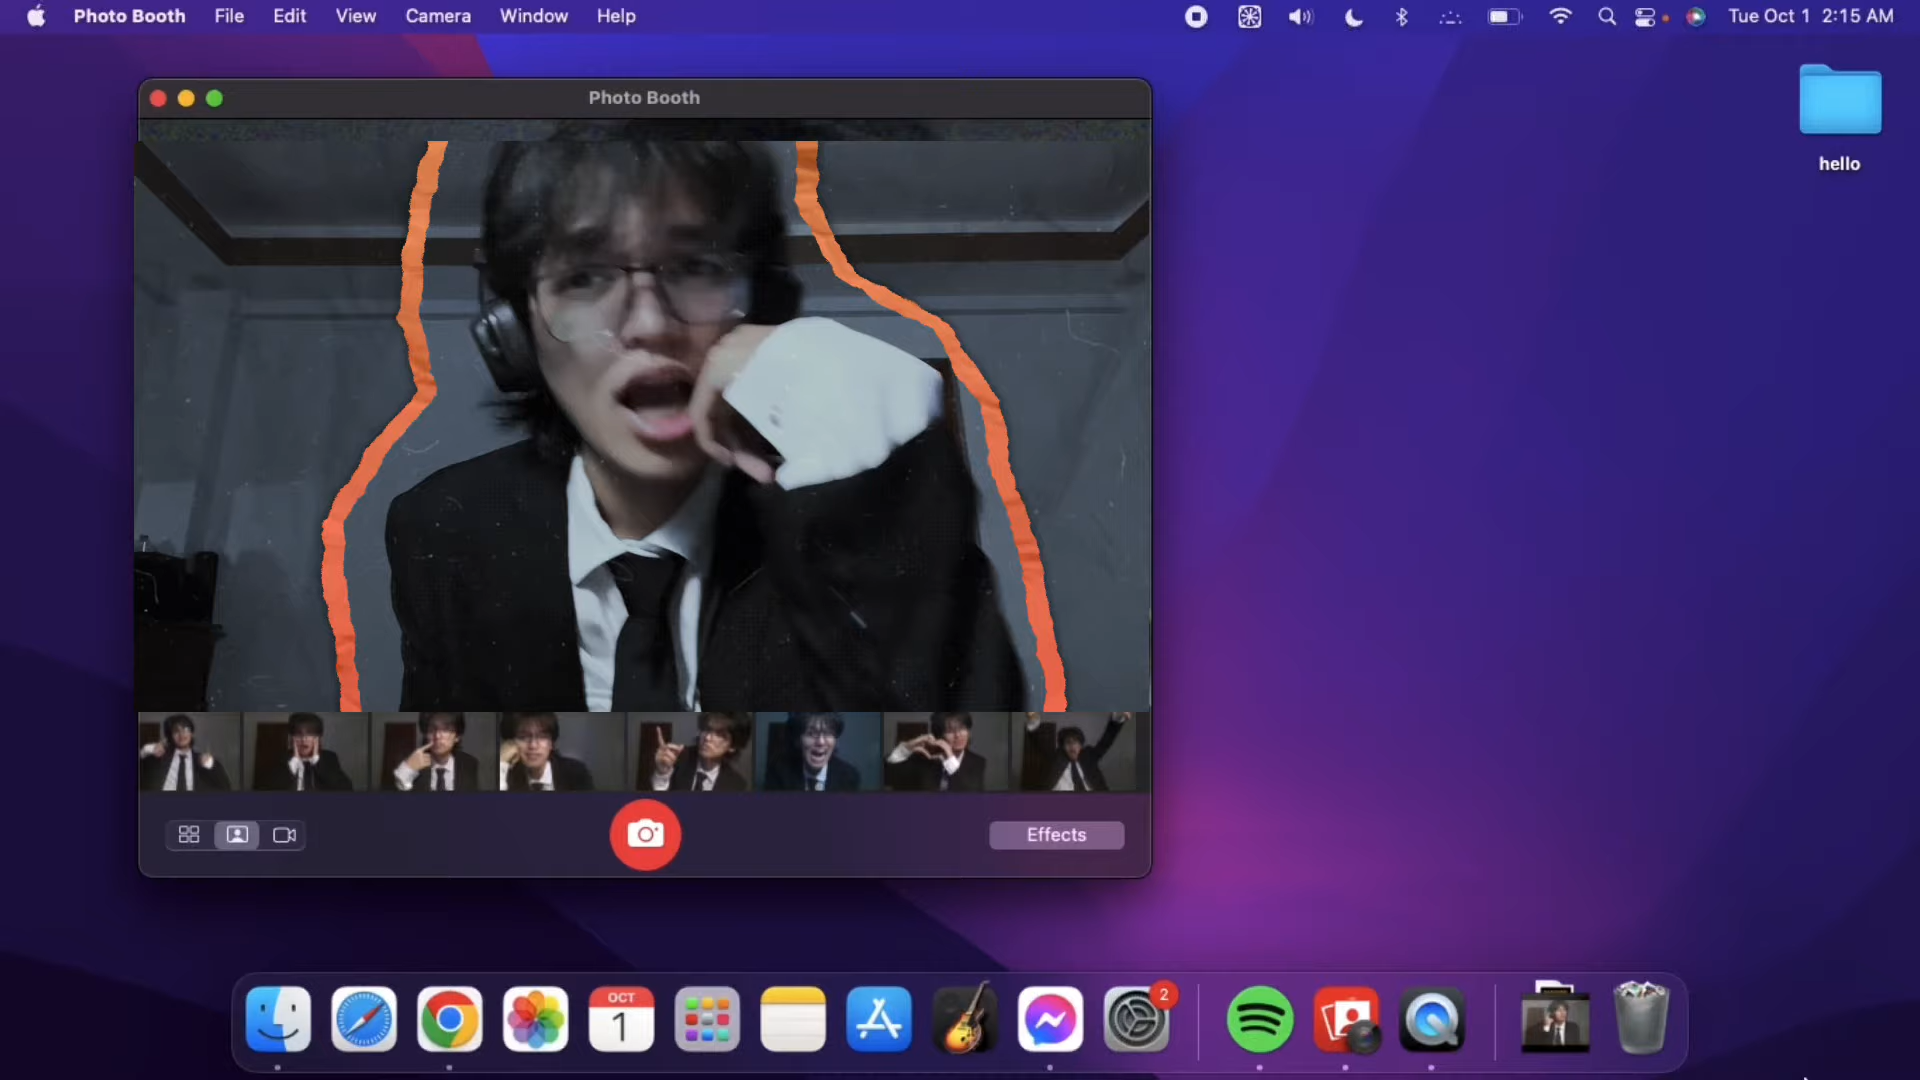 Photo Booth File Edit View Camera Window Help Tue Oct 1 2:15 AM
Photo Booth
hello
Effects
OCT
1
2